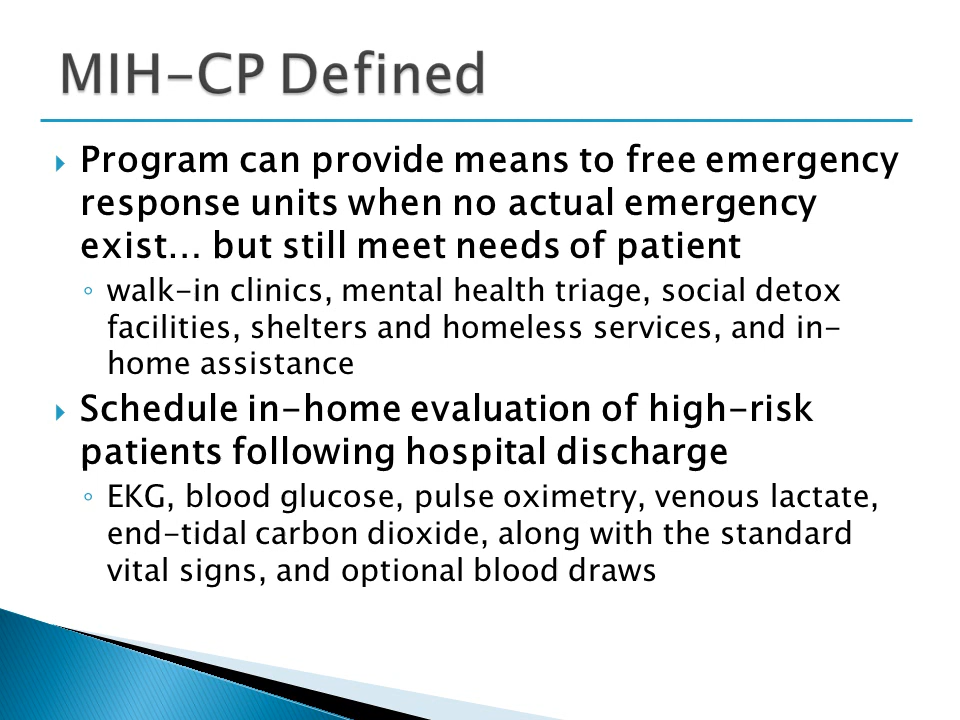 MIH-CP Defined
Program can provide means to free emergency
response units when no actual emergency
exist… but still meet needs of patient
walk-in clinics, mental health triage, social detox
facilities, shelters and homeless services, and in-
home assistance
Schedule in-home evaluation of high-risk
patients following hospital discharge
EKG, blood glucose, pulse oximetry, venous lactate,
end-tidal carbon dioxide, along with the standard
vital signs, and optional blood draws